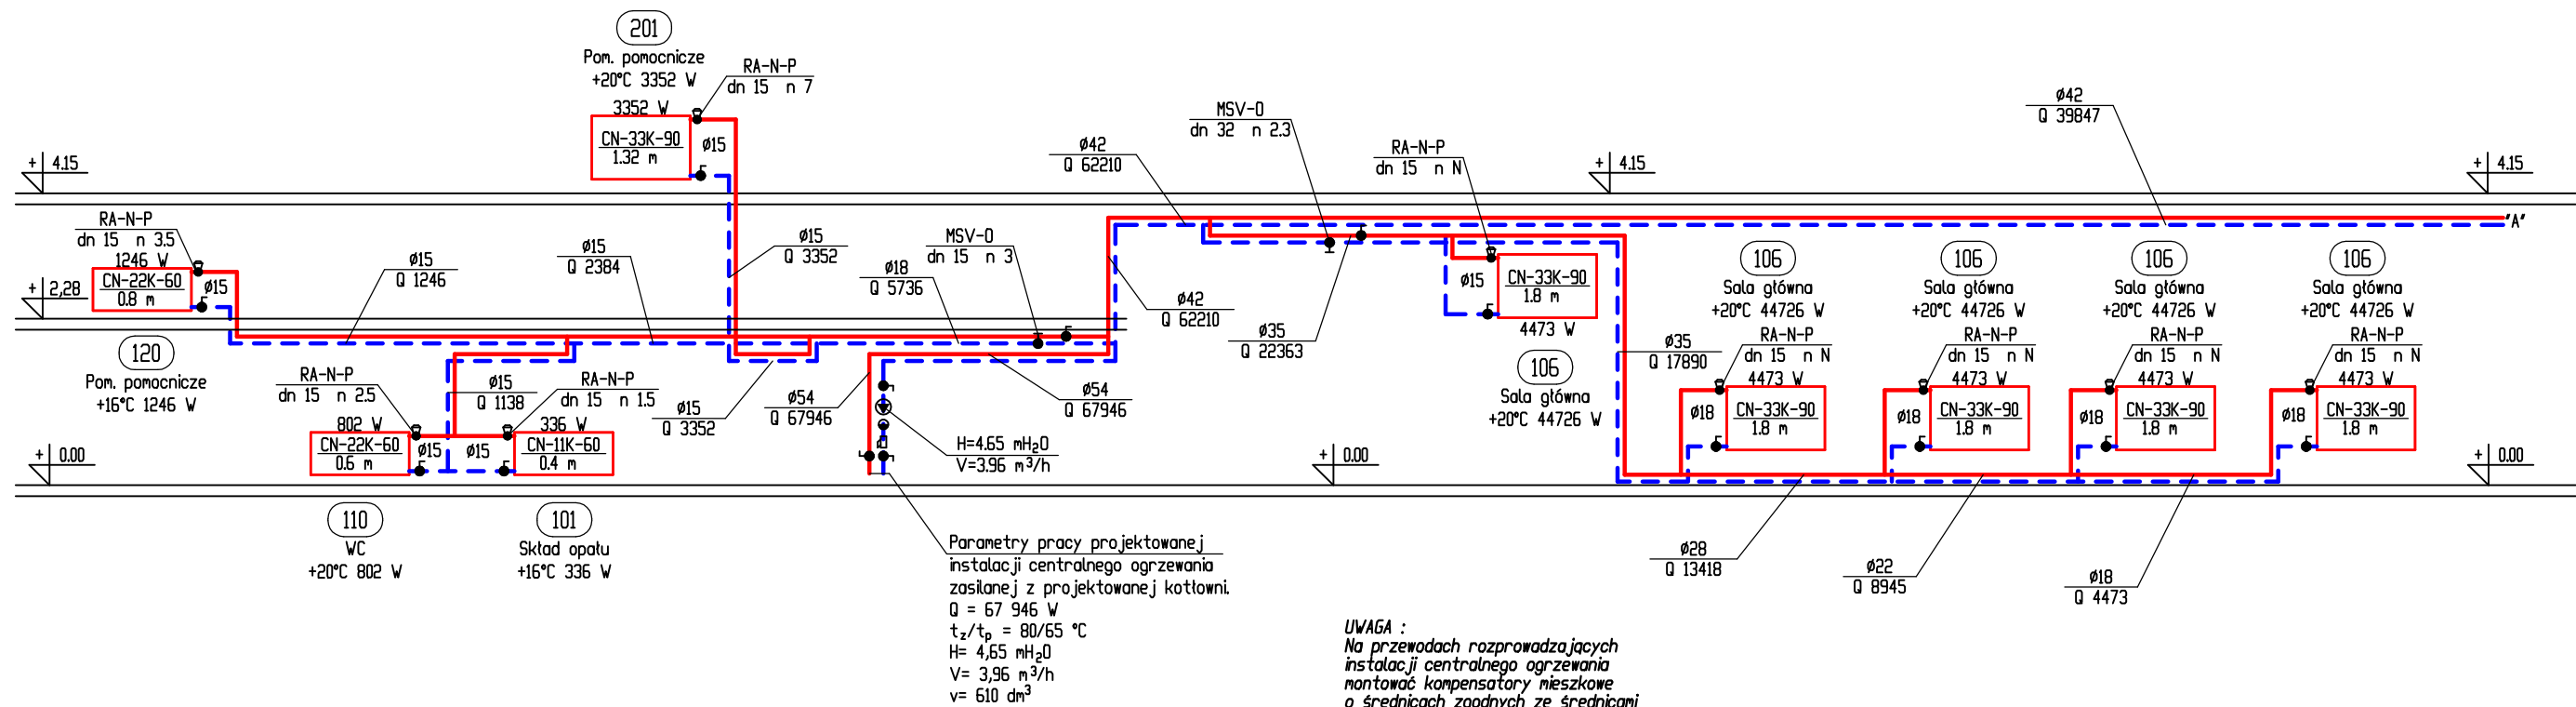 201
Pom. pomocnicze
+20°C 3352 W
3352 W
CN-33K-90
1.32 m
Ø15
RA-N-P
dn 15 n 7
+ 4.15
RA-N-P
dn 15 n 3.5
1246 W
CN-22K-60
0.8 m
Ø15
+ 2,28
120
Pom. pomocnicze
+16°C 1246 W
Ø15
Q 1246
Ø15
Q 2384
Ø15
Q 3352
Ø18
Q 5736
MSV-O
dn 15 n 3
Ø42
Q 62210
MSV-O
dn 32 n 2.3
RA-N-P
dn 15 n N
+ 4.15
Ø42
Q 39847
+ 4.15
"A"
Ø42
Q 62210
Ø35
Q 22363
Ø15
CN-33K-90
1.8 m
4473 W
106
Sala główna
+20°C 44726 W
Ø35
Q 17890
106
Sala główna
+20°C 44726 W
RA-N-P
dn 15 n N
4473 W
Ø18
CN-33K-90
1.8 m
106
Sala główna
+20°C 44726 W
RA-N-P
dn 15 n N
4473 W
Ø18
CN-33K-90
1.8 m
106
Sala główna
+20°C 44726 W
RA-N-P
dn 15 n N
4473 W
Ø18
CN-33K-90
1.8 m
106
Sala główna
+20°C 44726 W
RA-N-P
dn 15 n N
4473 W
Ø18
CN-33K-90
1.8 m
+ 0.00
RA-N-P
dn 15 n 2.5
802 W
CN-22K-60
0.6 m
Ø15
Ø15
Q 1138
Ø15
RA-N-P
dn 15 n 1.5
336 W
CN-11K-60
0.4 m
Ø15
Q 3352
Ø54
Q 67946
Ø54
Q 67946
H=4.65 mH₂O
V=3.96 m³/h
+ 0.00
+ 0.00
110
WC
+20°C 802 W
101
Skład opału
+16°C 336 W
Parametry pracy projektowanej
instalacji centralnego ogrzewania
zasilanej z projektowanej kotłowni.
Q = 67 946 W
t_z/t_p = 80/65 °C
H= 4,65 mH₂O
V= 3,96 m³/h
v= 610 dm³
Ø28
Q 13418
Ø22
Q 8945
Ø18
Q 4473
UWAGA :
Na przewodach rozprowadzających
instalacji centralnego ogrzewania
montować kompensatory mieszkowe
o średnicach zgodnych ze średnicami